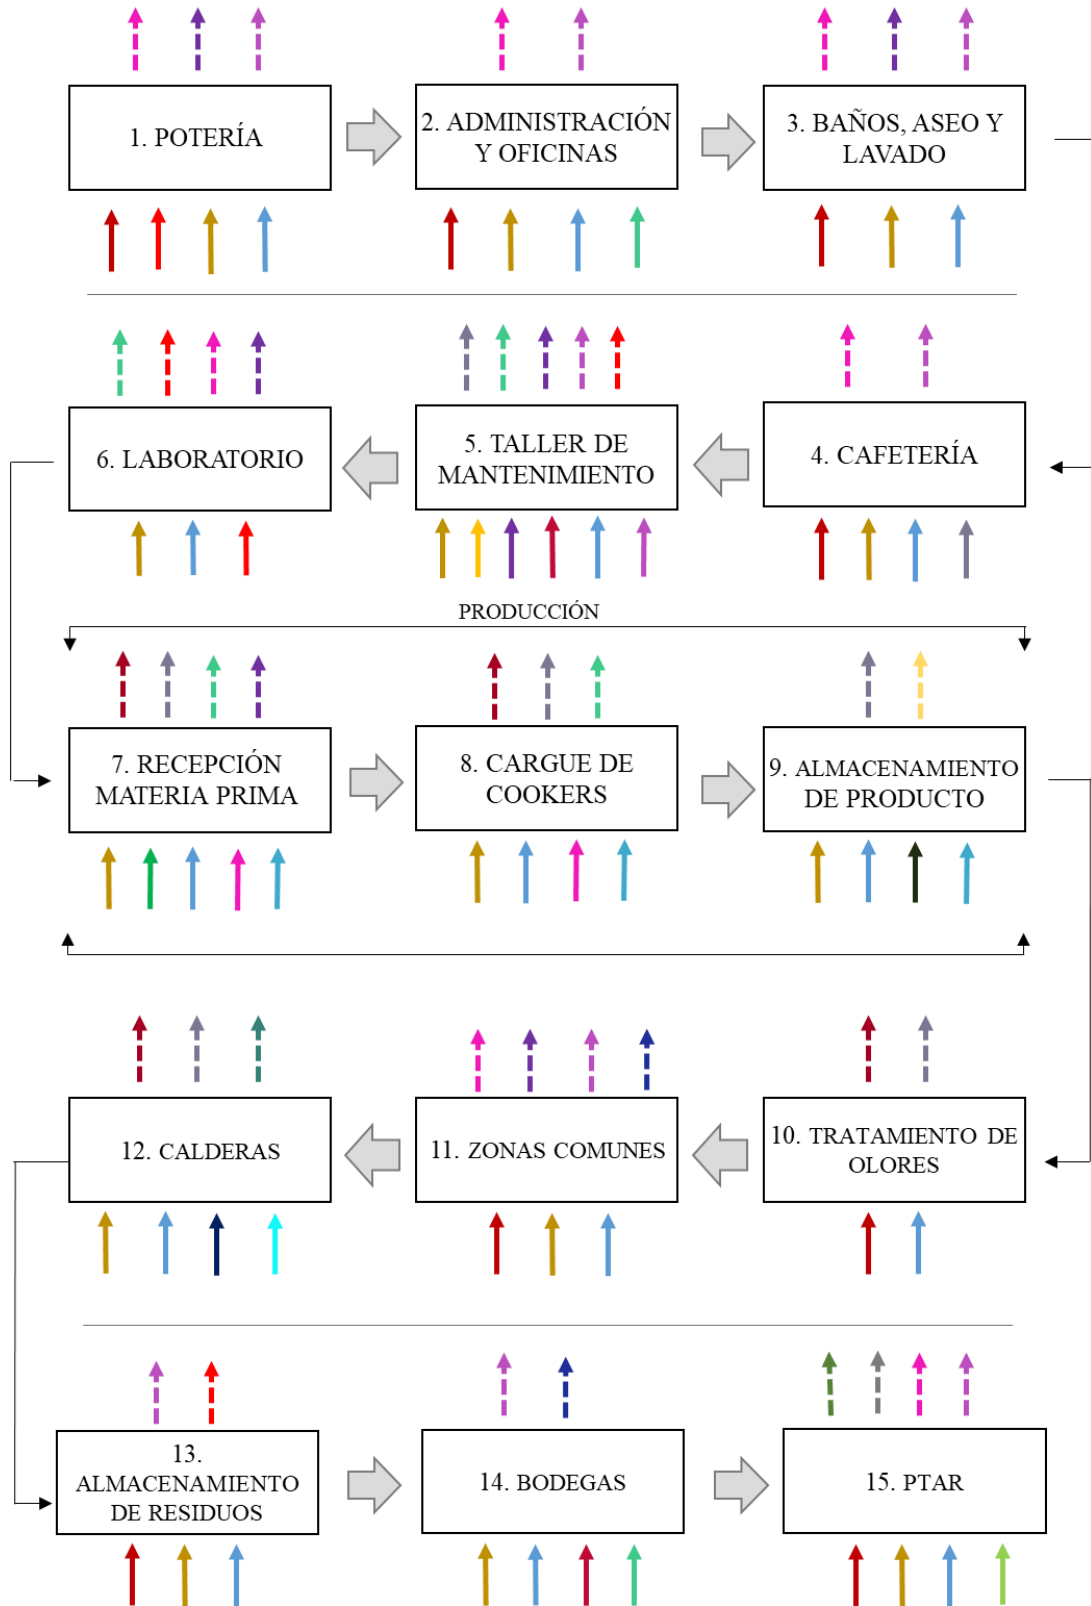 1. POTERÍA
2. ADMINISTRACIÓN
Y OFICINAS
3. BAÑOS, ASEO Y
LAVADO
6. LABORATORIO
5. TALLER DE
MANTENIMIENTO
4. CAFETERÍA
PRODUCCIÓN
7. RECEPCIÓN
MATERIA PRIMA
8. CARGUE DE
COOKERS
9. ALMACENAMIENTO
DE PRODUCTO
12. CALDERAS
11. ZONAS COMUNES
10. TRATAMIENTO DE
OLORES
13.
ALMACENAMIENTO
DE RESIDUOS
14. BODEGAS
15. PTAR